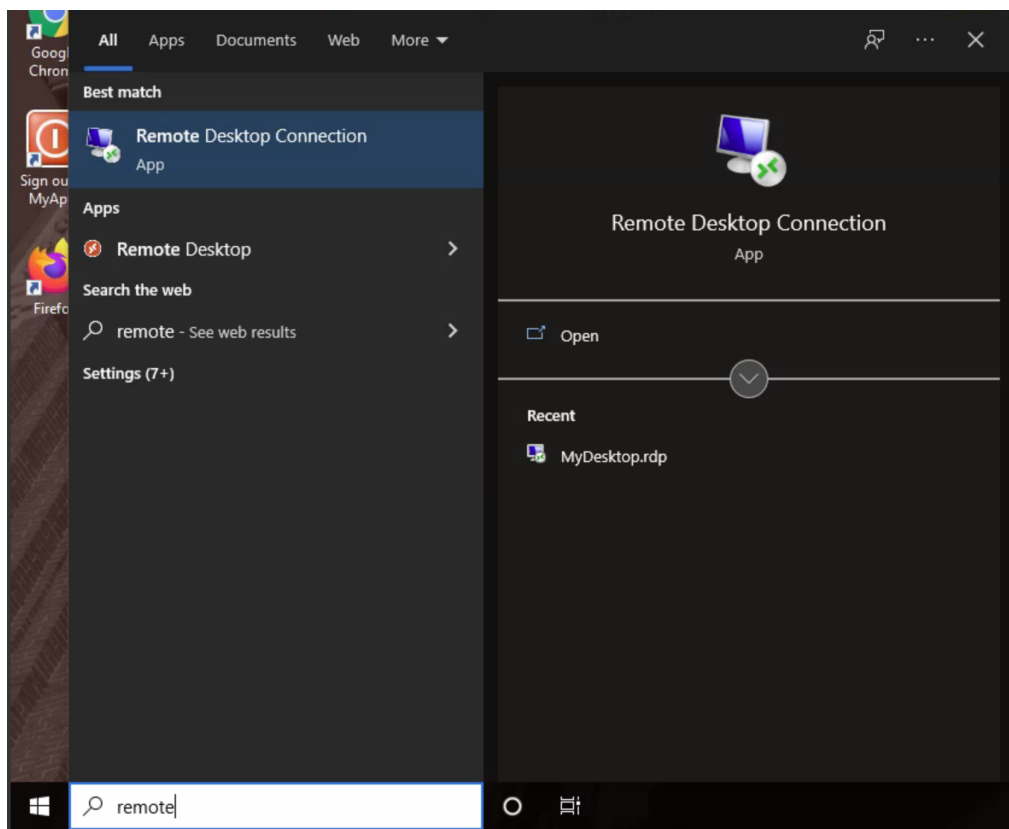 Googl
Chron
Sign ou
MyAp
Firefo
All Apps Documents Web More
Best match
Remote Desktop Connection
App
Apps
Remote Desktop
Search the web
remote - See web results
Settings (7+)
Remote Desktop Connection
App
Open
Recent
MyDesktop.rdp
remote